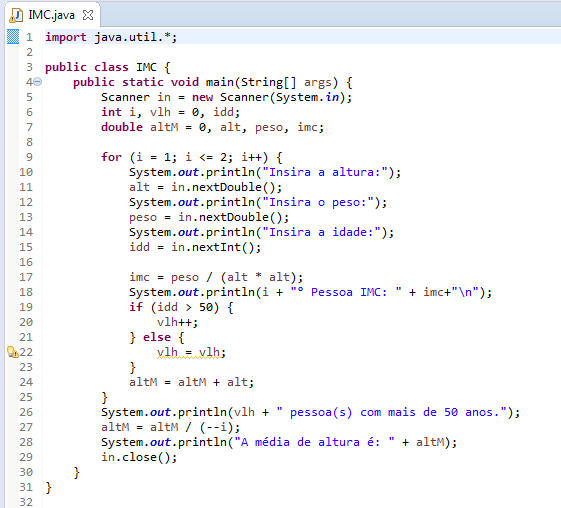 IMC.java
1 import java.util.*;
2
3 public class IMC {
4 public static void main(String[] args) {
5 Scanner in = new Scanner(System.in);
6 int i, vlh = 0, idd;
7 double altM = 0, alt, peso, imc;
8
9 for (i = 1; i <= 2; i++) {
10 System.out.println("Insira a altura:");
11 alt = in.nextDouble();
12 System.out.println("Insira o peso:");
13 peso = in.nextDouble();
14 System.out.println("Insira a idade:");
15 idd = in.nextInt();
16
17 imc = peso / (alt * alt);
18 System.out.println(i + "° Pessoa IMC: " + imc+"\n");
19 if (idd > 50) {
20 vlh++;
21 } else {
22 vlh = vlh;
23 }
24 altM = altM + alt;
25 }
26 System.out.println(vlh + " pessoa(s) com mais de 50 anos.");
27 altM = altM / (--i);
28 System.out.println("A média de altura é: " + altM);
29 in.close();
30 }
31 }
32